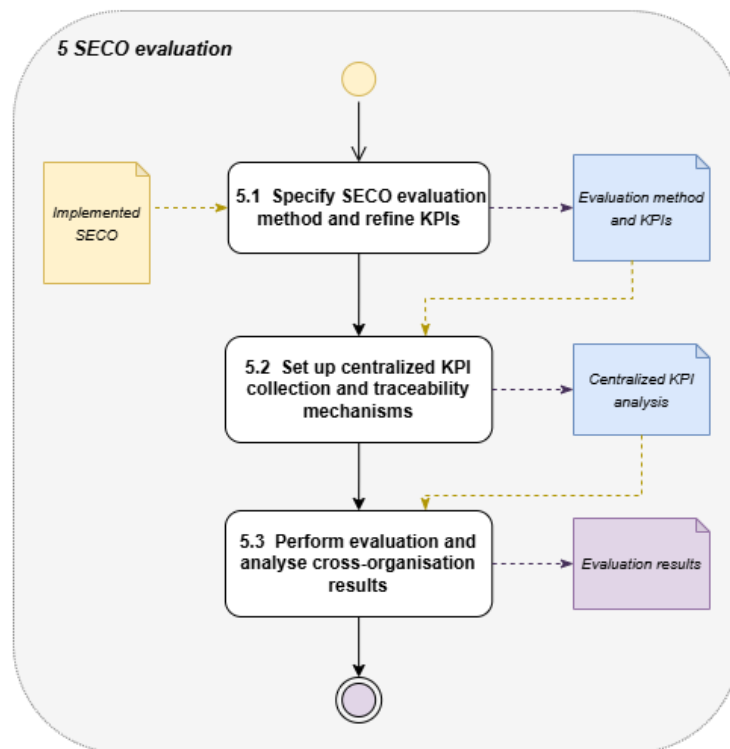 5 SECO evaluation
Implemented
SECO
5.1 Specify SECO evaluation
method and refine KPIs
Evaluation method
and KPIs
5.2 Set up centralized KPI
collection and traceability
mechanisms
Centralized KPI
analysis
5.3 Perform evaluation and
analyse cross-organisation
results
Evaluation results